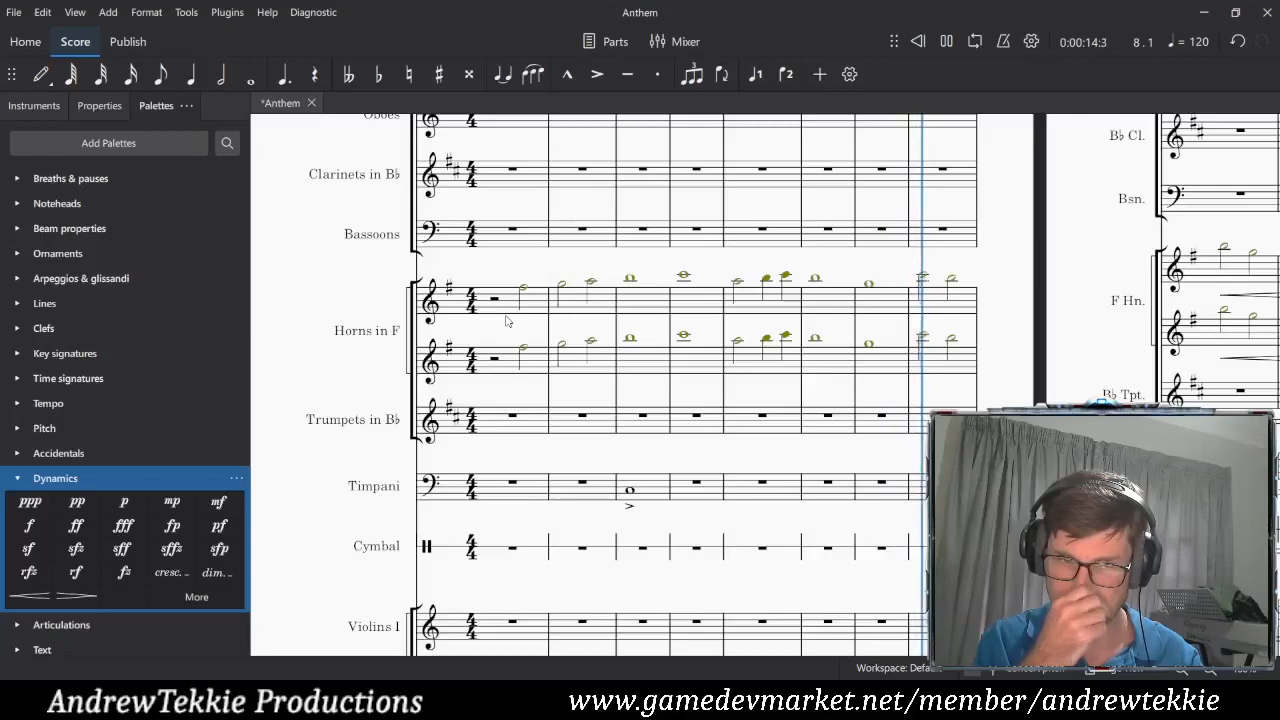 File Edit View Add Format Tools Plugins Help Diagnostic
Anthem
Home Score Publish
Parts Mixer
0:00:14:3 8 . 1 = 120
Instruments Properties Palettes
*Anthem
Add Palettes
Breaths & pauses
Noteheads
Beam properties
Ornaments
Arpeggios & glissandi
Lines
Clefs
Key signatures
Time signatures
Tempo
Pitch
Accidentals
Dynamics
ppp pp p mp mf
f ff fff fp pf
sf sfz sff sffz sfp
rfz rf fz cresc. _ dim. _
More
Articulations
Text
Oboes
Clarinets in B♭
Bassoons
Horns in F
Trumpets in B♭
Timpani
Cymbal
Violins I
B♭ Cl.
Bsn.
F Hn.
B♭ Tpt.
AndrewTekkie Productions
www.gamedevmarket.net/member/andrewtekkie